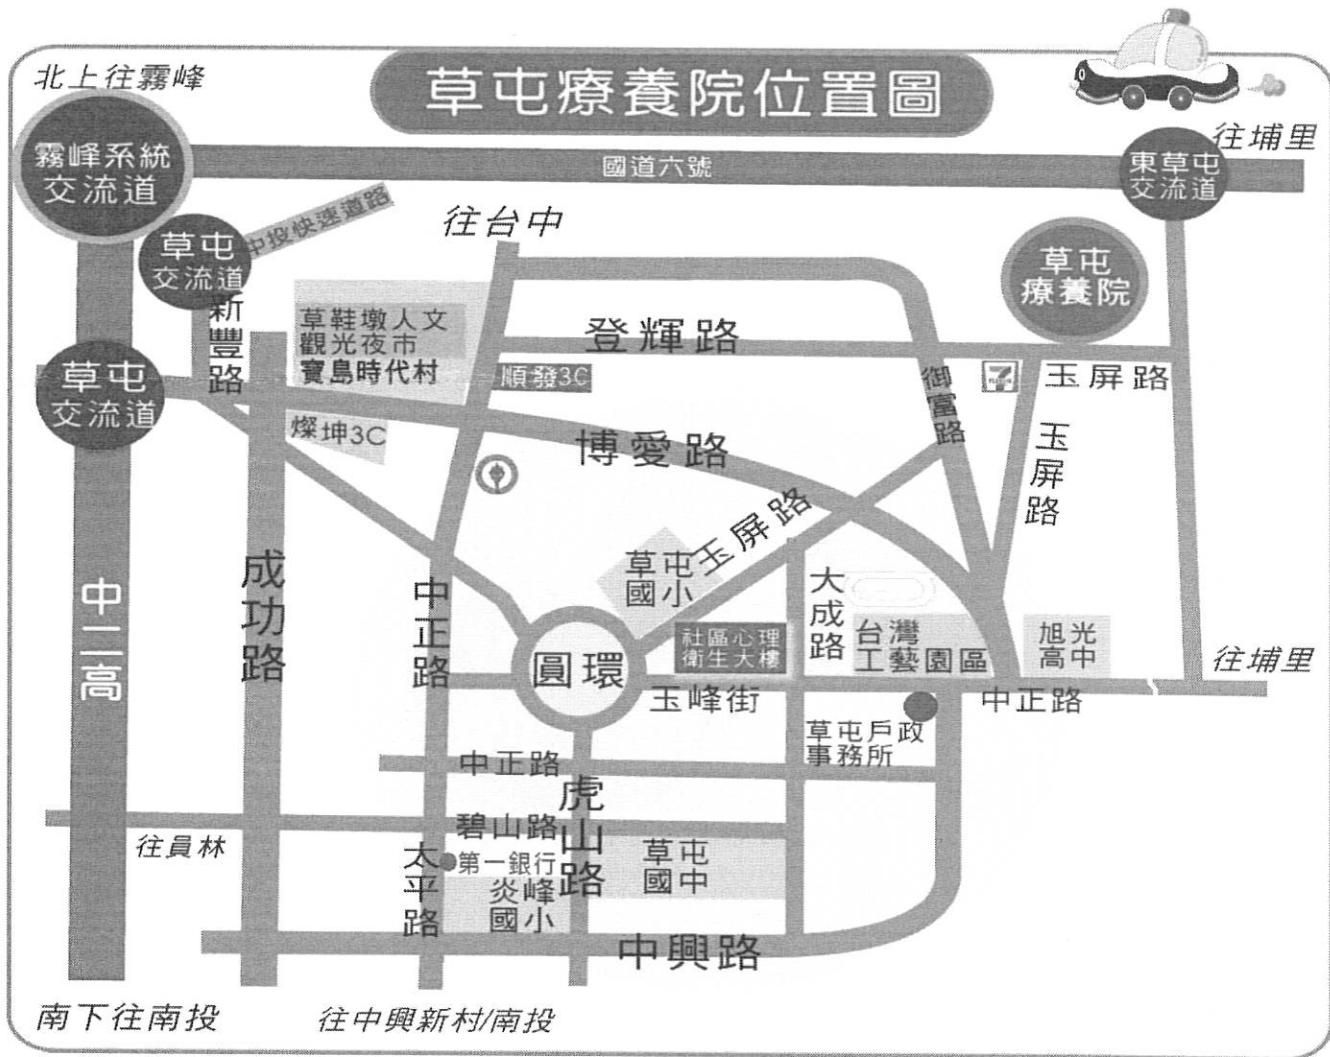 北上往霧峰
草屯療養院位置圖
霧峰系統
交流道
國道六號
東草屯
交流道
往埔里
草屯
交流道
中投快速道路
往台中
草屯
療養院
新豐路
草鞋墩人文
觀光夜市
寶島時代村
登輝路
順發3C
御富路
7
玉屏路
草屯
交流道
燦坤3C
博愛路
玉屏路
玉屏路
中二高
成功路
中正路
草屯
國小
大成路
圓環
社區心理
衛生大樓
台灣
工藝園區
旭光
高中
往埔里
玉峰街
中正路
草屯戶政
事務所
中正路
虎山路
碧山路
往員林
太平路
第一銀行
炎峰
國小
草屯
國中
中興路
南下往南投
往中興新村/南投